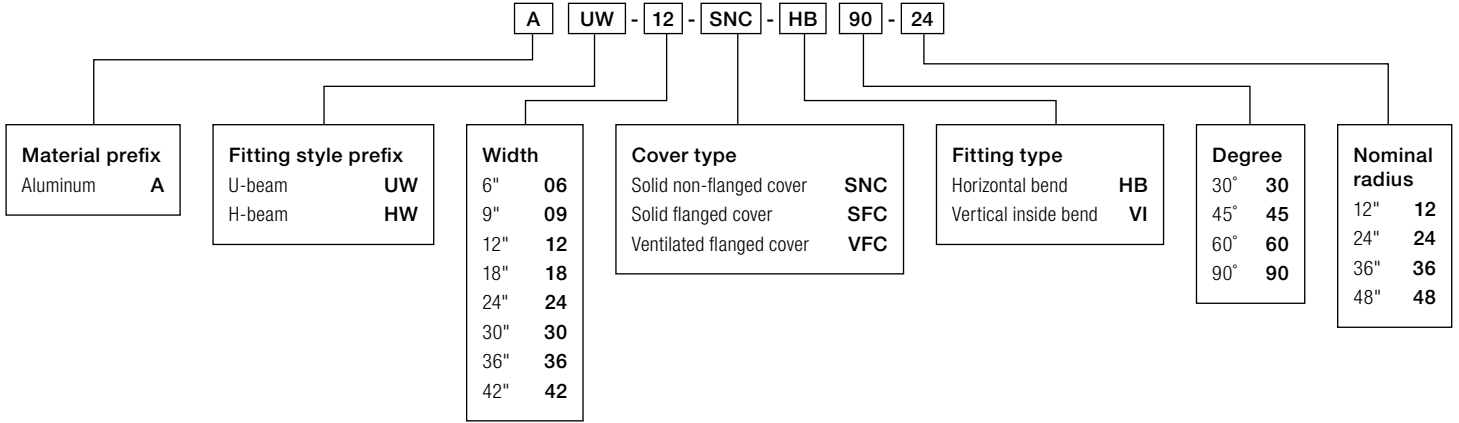 A UW - 12 - SNC - HB 90 - 24
Material prefix
Aluminum A
Fitting style prefix
U-beam UW
H-beam HW
Width
6" 06
9" 09
12" 12
18" 18
24" 24
30" 30
36" 36
42" 42
Cover type
Solid non-flanged cover SNC
Solid flanged cover SFC
Ventilated flanged cover VFC
Fitting type
Horizontal bend HB
Vertical inside bend VI
Degree
30° 30
45° 45
60° 60
90° 90
Nominal
radius
12" 12
24" 24
36" 36
48" 48